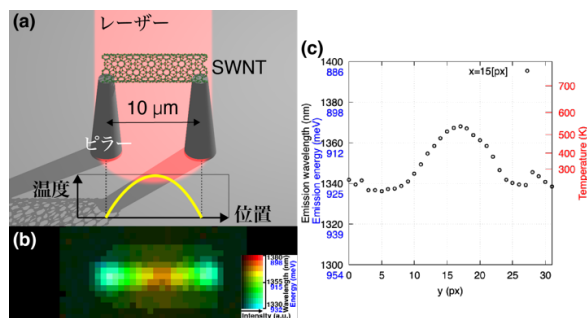 (a)
レーザー
SWNT
10 μm
ピラー
温度
位置
(b)
1380
898
1355
915
1330
932
Wavelength (nm)
Energy (meV)
Intensity (a.u.)
(c)
x=15[px]
1400
886
1380
898
1360
912
1340
925
1320
939
1300
954
Emission wavelength (nm)
Emission energy (meV)
700
600
500
400
300
Temperature (K)
0 5 10 15 20 25 30
y (px)